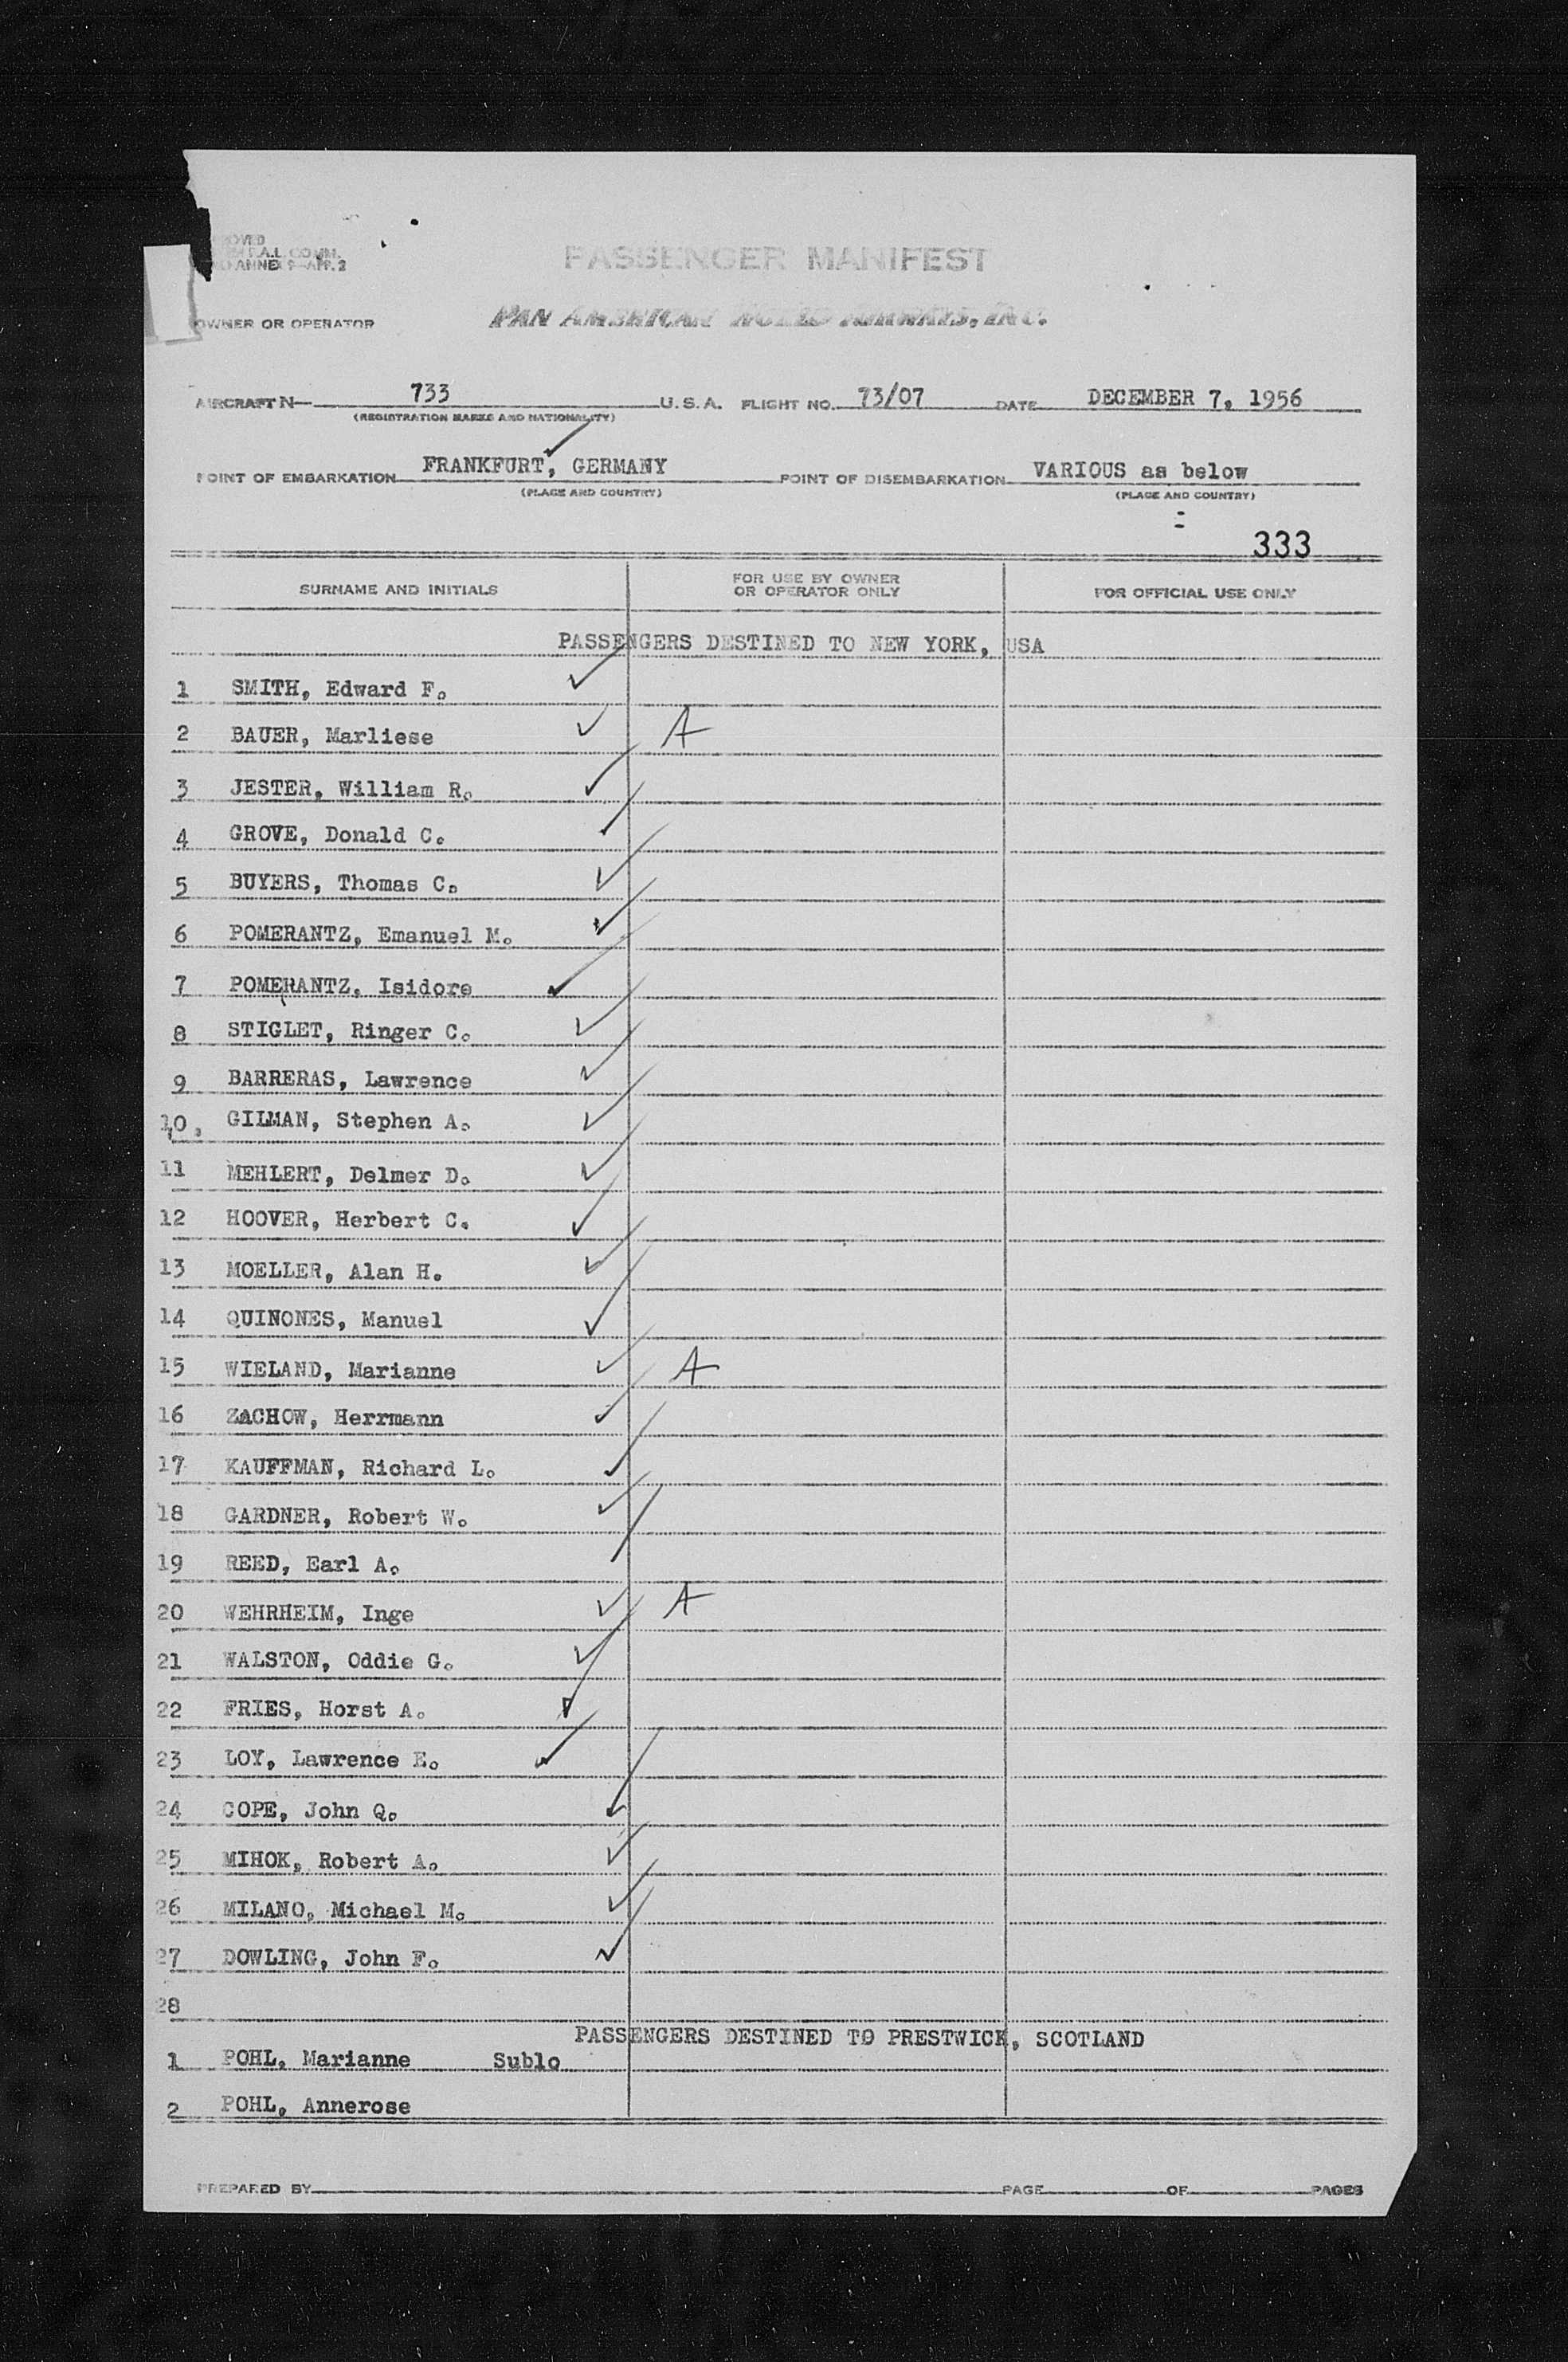 OVED
F.A.L. COMM.
ANNEX 9—APP. 2
PASSENGER MANIFEST
OWNER OR OPERATOR PAN AMERICAN WORLD AIRWAYS, INC.
AIRCRAFT N— 733 U.S.A. FLIGHT NO. 73/07 DATE DECEMBER 7, 1956
(REGISTRATION MARKS AND NATIONALITY)
POINT OF EMBARKATION FRANKFURT, GERMANY POINT OF DISEMBARKATION VARIOUS as below
(PLACE AND COUNTRY) (PLACE AND COUNTRY)
333
SURNAME AND INITIALS FOR USE BY OWNER OR OPERATOR ONLY FOR OFFICIAL USE ONLY
PASSENGERS DESTINED TO NEW YORK, USA
1 SMITH, Edward F. ✓
2 BAUER, Marliese ✓ A
3 JESTER, William R. ✓
4 GROVE, Donald C. ✓
5 BUYERS, Thomas C. ✓
6 POMERANTZ, Emanuel M. ✓
7 POMERANTZ, Isidore ✓
8 STIGLET, Ringer C. ✓
9 BARRERAS, Lawrence ✓
10, GILMAN, Stephen A. ✓
11 MEHLERT, Delmer D. ✓
12 HOOVER, Herbert C. ✓
13 MOELLER, Alan H. ✓
14 QUINONES, Manuel ✓
15 WIELAND, Marianne ✓ A
16 ZACHOW, Herrmann ✓
17 KAUFFMAN, Richard L. ✓
18 GARDNER, Robert W. ✓
19 REED, Earl A. ✓
20 WEHRHEIM, Inge ✓ A
21 WALSTON, Oddie G. ✓
22 FRIES, Horst A. ✓
23 LOY, Lawrence E. ✓
24 COPE, John Q. ✓
25 MIHOK, Robert A. ✓
26 MILANO, Michael M. ✓
27 DOWLING, John F. ✓
28
PASSENGERS DESTINED TO PRESTWICK, SCOTLAND
1 POHL, Marianne Sublo
2 POHL, Annerose
PREPARED BY PAGE OF PAGES